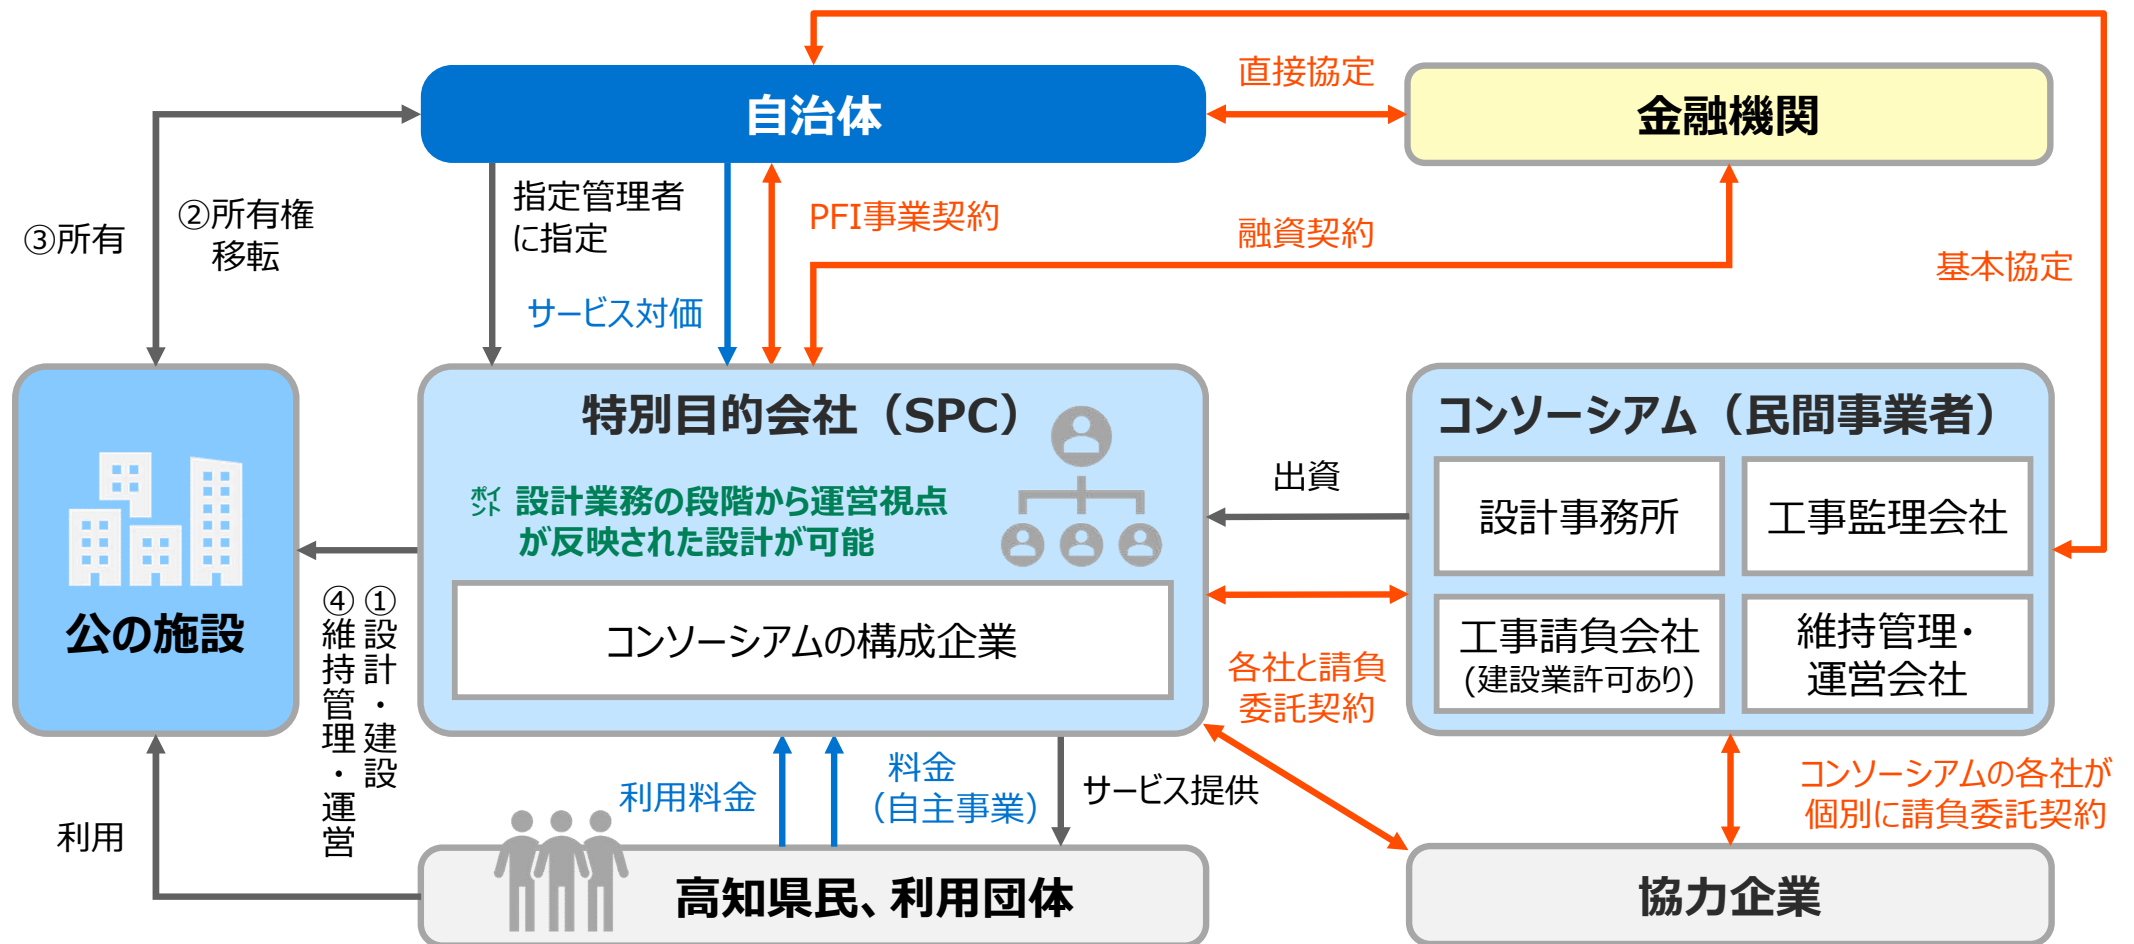 自治体
直接協定
金融機関
③所有
②所有権
移転
指定管理者
に指定
サービス対価
PFI事業契約
融資契約
基本協定
公の施設
特別目的会社（SPC）
ポイ
ント
設計業務の段階から運営視点
が反映された設計が可能
コンソーシアムの構成企業
出資
各社と請負
委託契約
コンソーシアム（民間事業者）
設計事務所
工事監理会社
工事請負会社
(建設業許可あり)
維持管理・
運営会社
①設計・建設
④維持管理・運営
利用
利用料金
料金
（自主事業）
サービス提供
コンソーシアムの各社が
個別に請負委託契約
高知県民、利用団体
協力企業